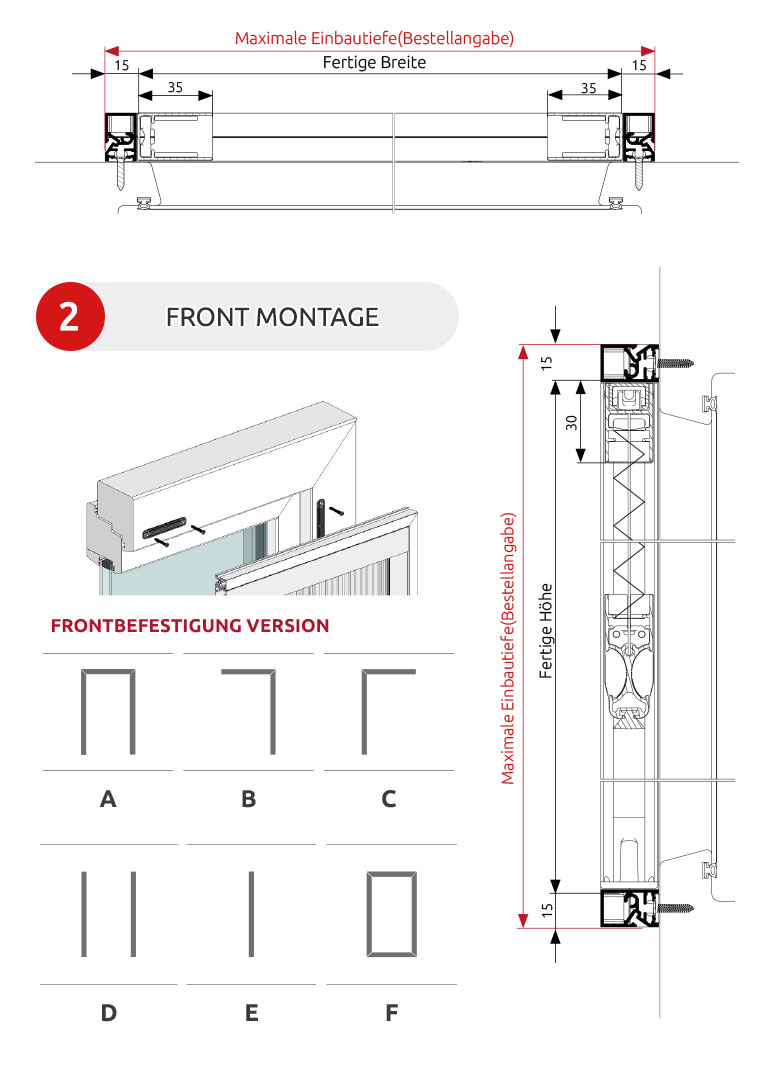 Maximale Einbautiefe(Bestellangabe)
15
Fertige Breite
15
35
35
2
FRONT MONTAGE
15
30
Maximale Einbautiefe(Bestellangabe)
Fertige Höhe
15
FRONTBEFESTIGUNG VERSION
A
B
C
D
E
F